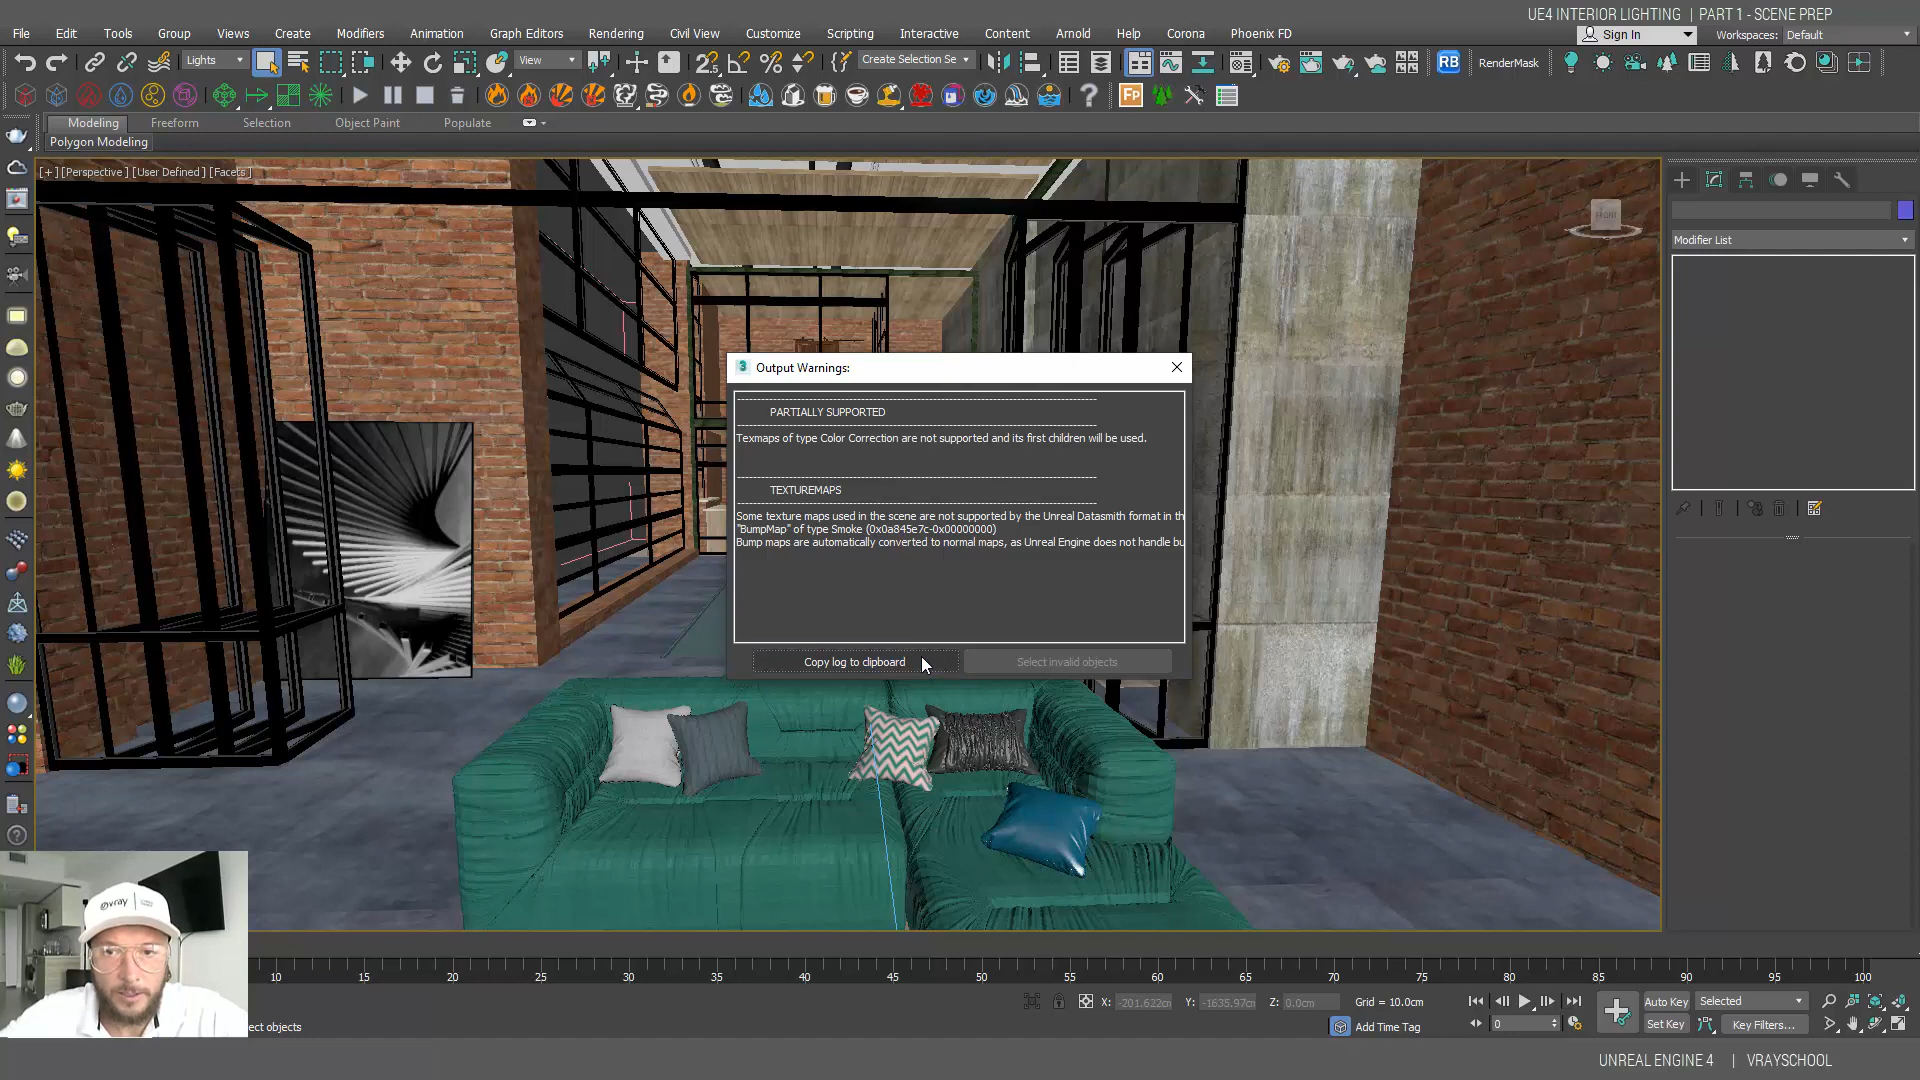 UE4 INTERIOR LIGHTING | PART 1 - SCENE PREP
File Edit Tools Group Views Create Modifiers Animation Graph Editors Rendering Civil View Customize Scripting Interactive Content Arnold Help Corona Phoenix FD
Sign In Workspaces: Default
Lights View Create Selection Se RB RenderMask
Fp
Modeling Freeform Selection Object Paint Populate
Polygon Modeling
[+] [Perspective] [User Defined] [Facets]
FRONT
Modifier List
3 Output Warnings:
PARTIALLY SUPPORTED
Texmaps of type Color Correction are not supported and its first children will be used.
TEXTUREMAPS
Some texture maps used in the scene are not supported by the Unreal Datasmith format in th
"BumpMap" of type Smoke (0x0a845e7c-0x00000000)
Bump maps are automatically converted to normal maps, as Unreal Engine does not handle bu
Copy log to clipboard Select invalid objects
vray
10 15 20 25 30 35 40 45 50 55 60 65 70 75 80 85 90 95 100
X: -201.622cm Y: -1635.97cm Z: 0.0cm Grid = 10.0cm Auto Key Selected
ect objects Add Time Tag 0 Set Key Key Filters...
UNREAL ENGINE 4 | VRAYSCHOOL